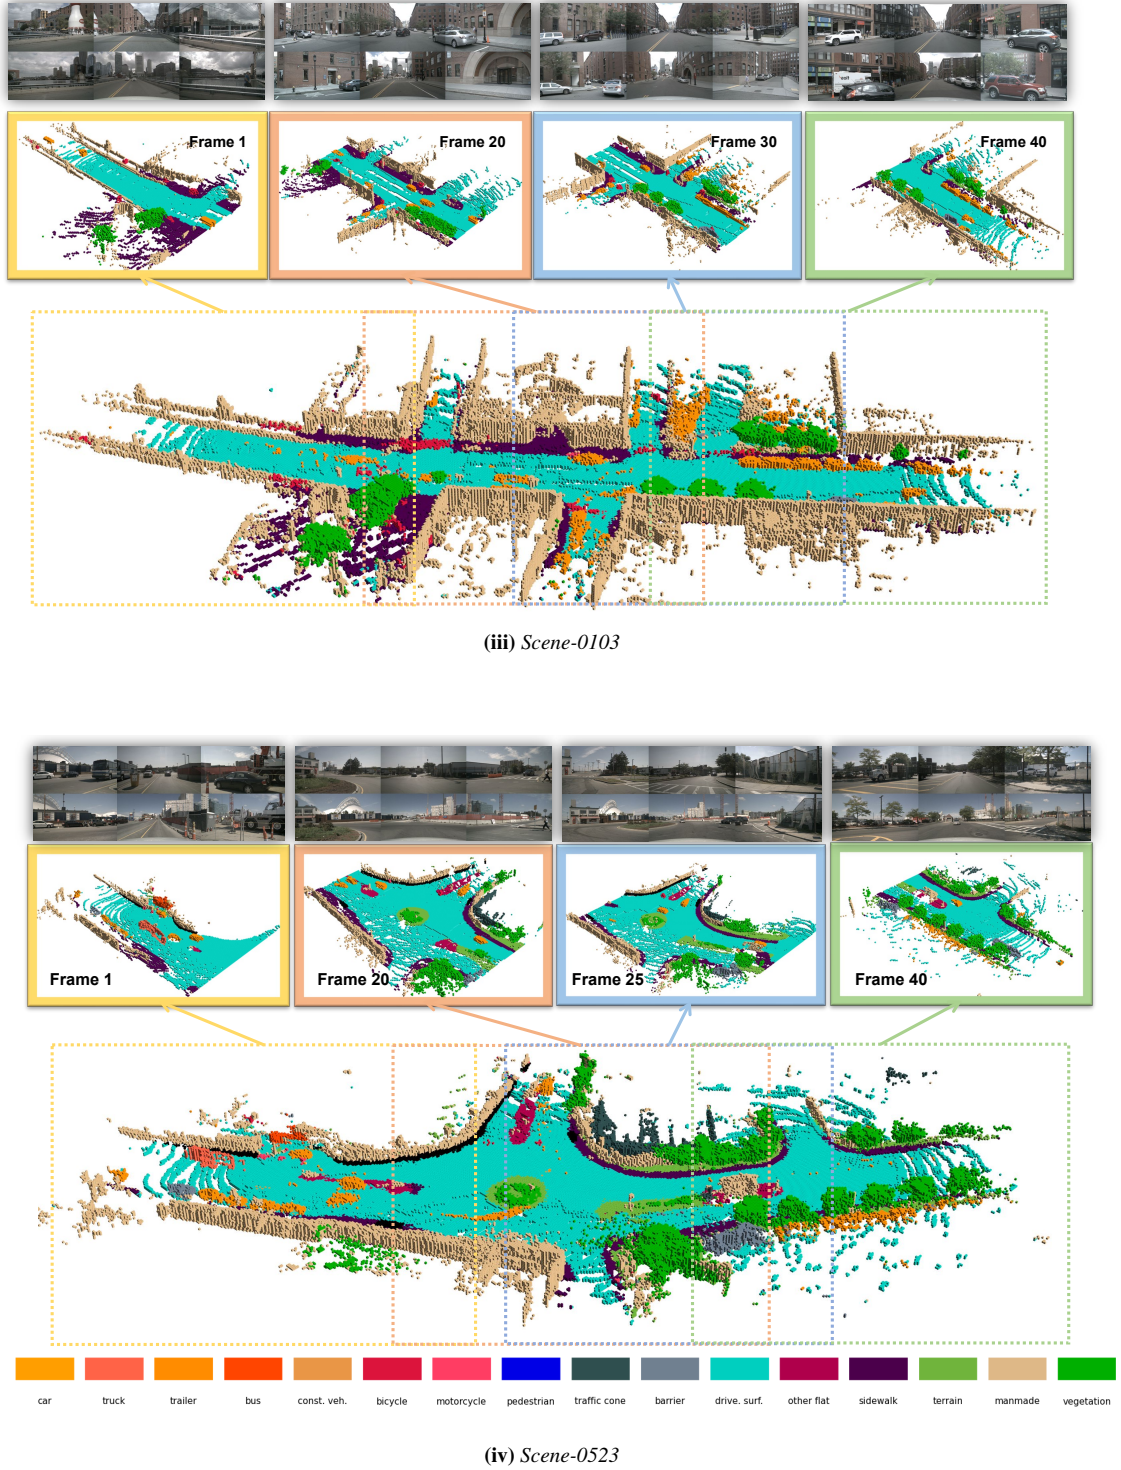 Frame 1
Frame 20
Frame 30
Frame 40
(iii) Scene-0103
Frame 1
Frame 20
Frame 25
Frame 40
car
truck
trailer
bus
const. veh.
bicycle
motorcycle
pedestrian
traffic cone
barrier
drive. surf.
other flat
sidewalk
terrain
manmade
vegetation
(iv) Scene-0523